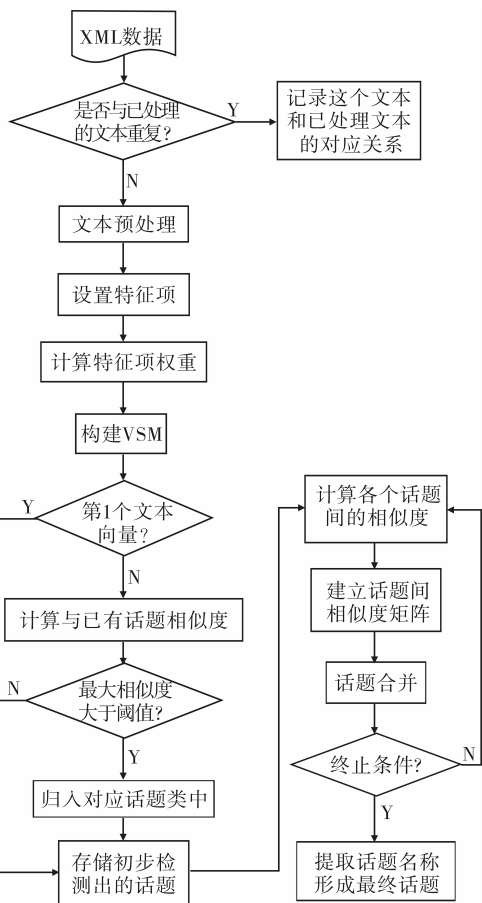 XML数据
是否与已处理
的文本重复?
Y
记录这个文本
和已处理文本
的对应关系
N
文本预处理
设置特征项
计算特征项权重
构建VSM
第1个文本
向量?
Y
N
计算与已有话题相似度
最大相似度
大于阈值?
N
Y
归入对应话题类中
存储初步检
测出的话题
计算各个话题
间的相似度
建立话题间
相似度矩阵
话题合并
终止条件?
N
Y
提取话题名称
形成最终话题